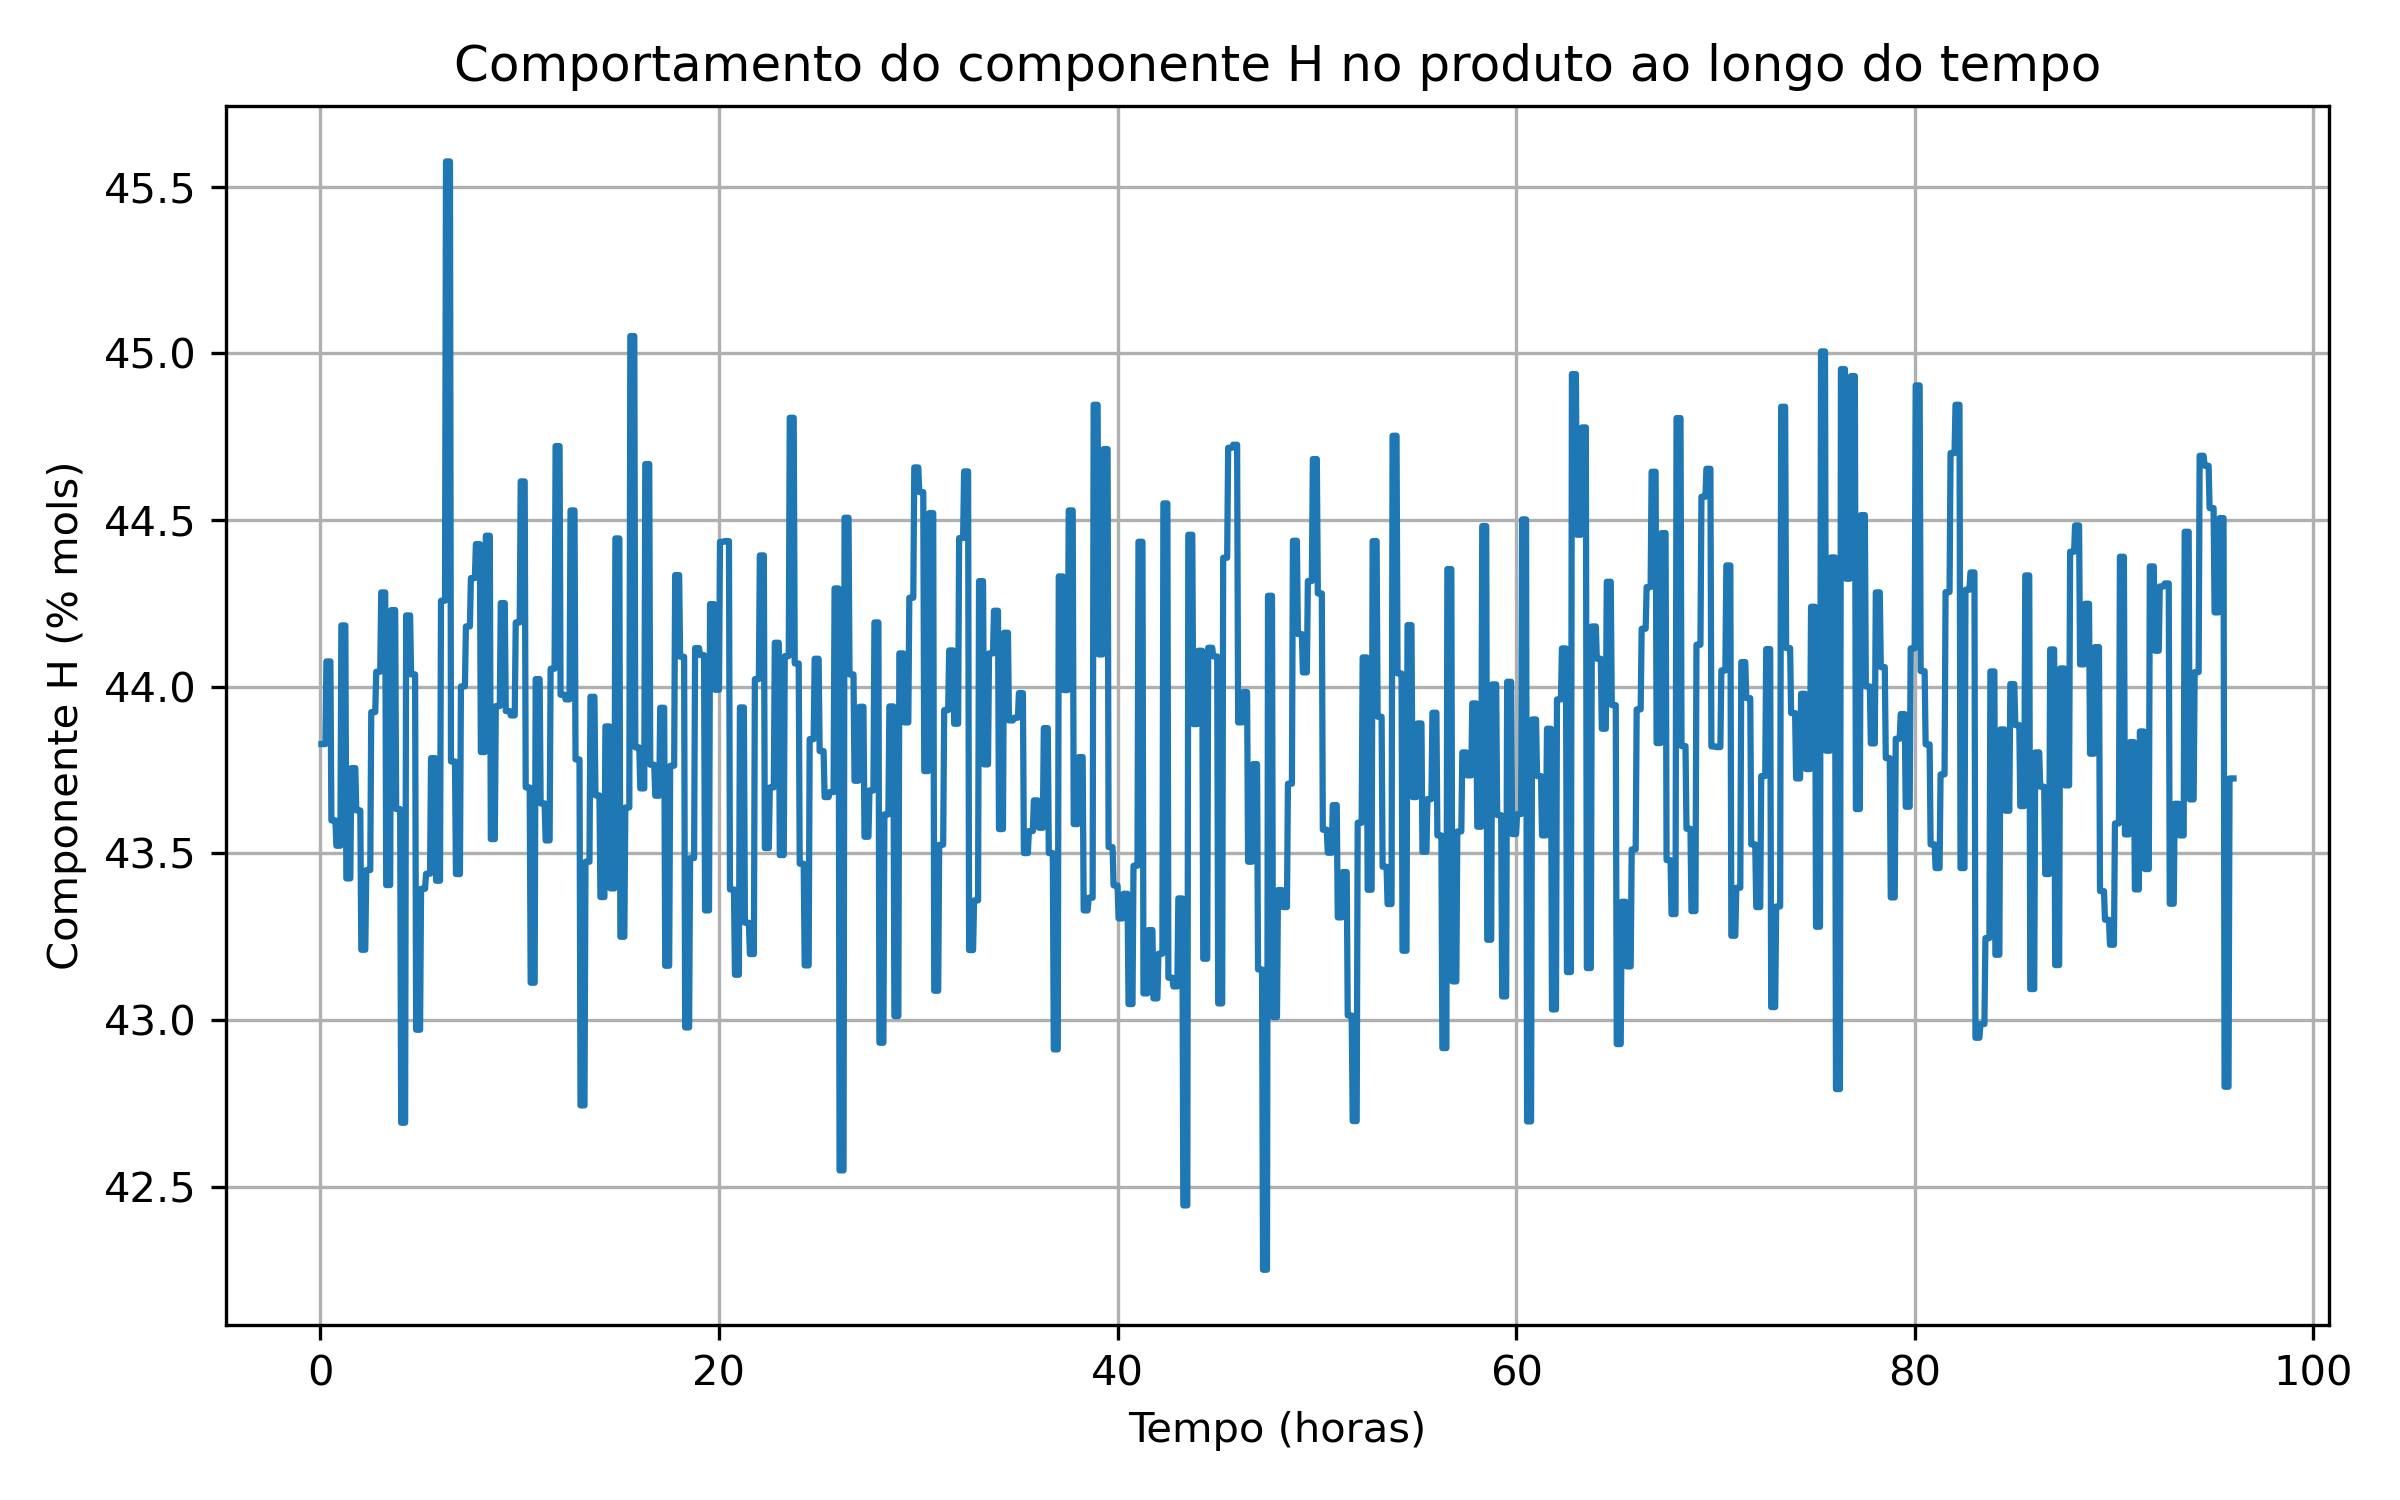 Comportamento do componente H no produto ao longo do tempo
45.5
45.0
44.5
44.0
43.5
43.0
42.5
Componente H (% mols)
0 20 40 60 80 100
Tempo (horas)